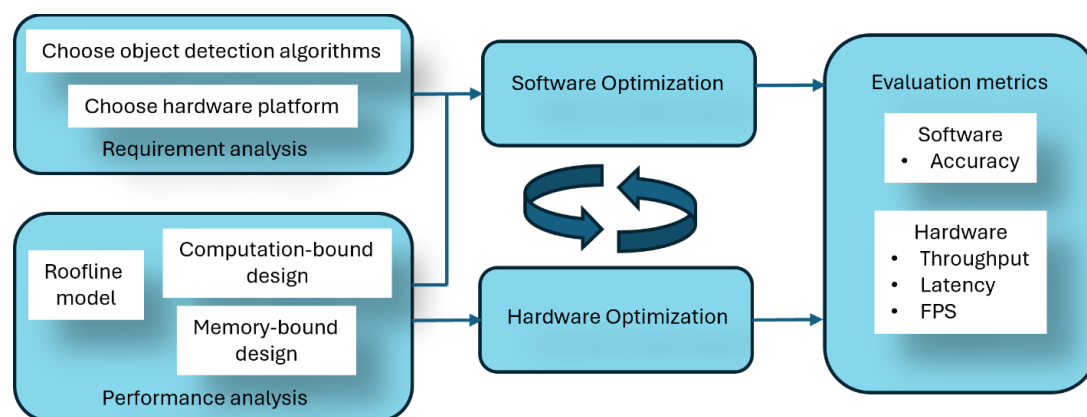 Choose object detection algorithms
Choose hardware platform
Requirement analysis
Roofline
model
Computation-bound
design
Memory-bound
design
Performance analysis
Software Optimization
Hardware Optimization
Evaluation metrics
Software
• Accuracy
Hardware
• Throughput
• Latency
• FPS